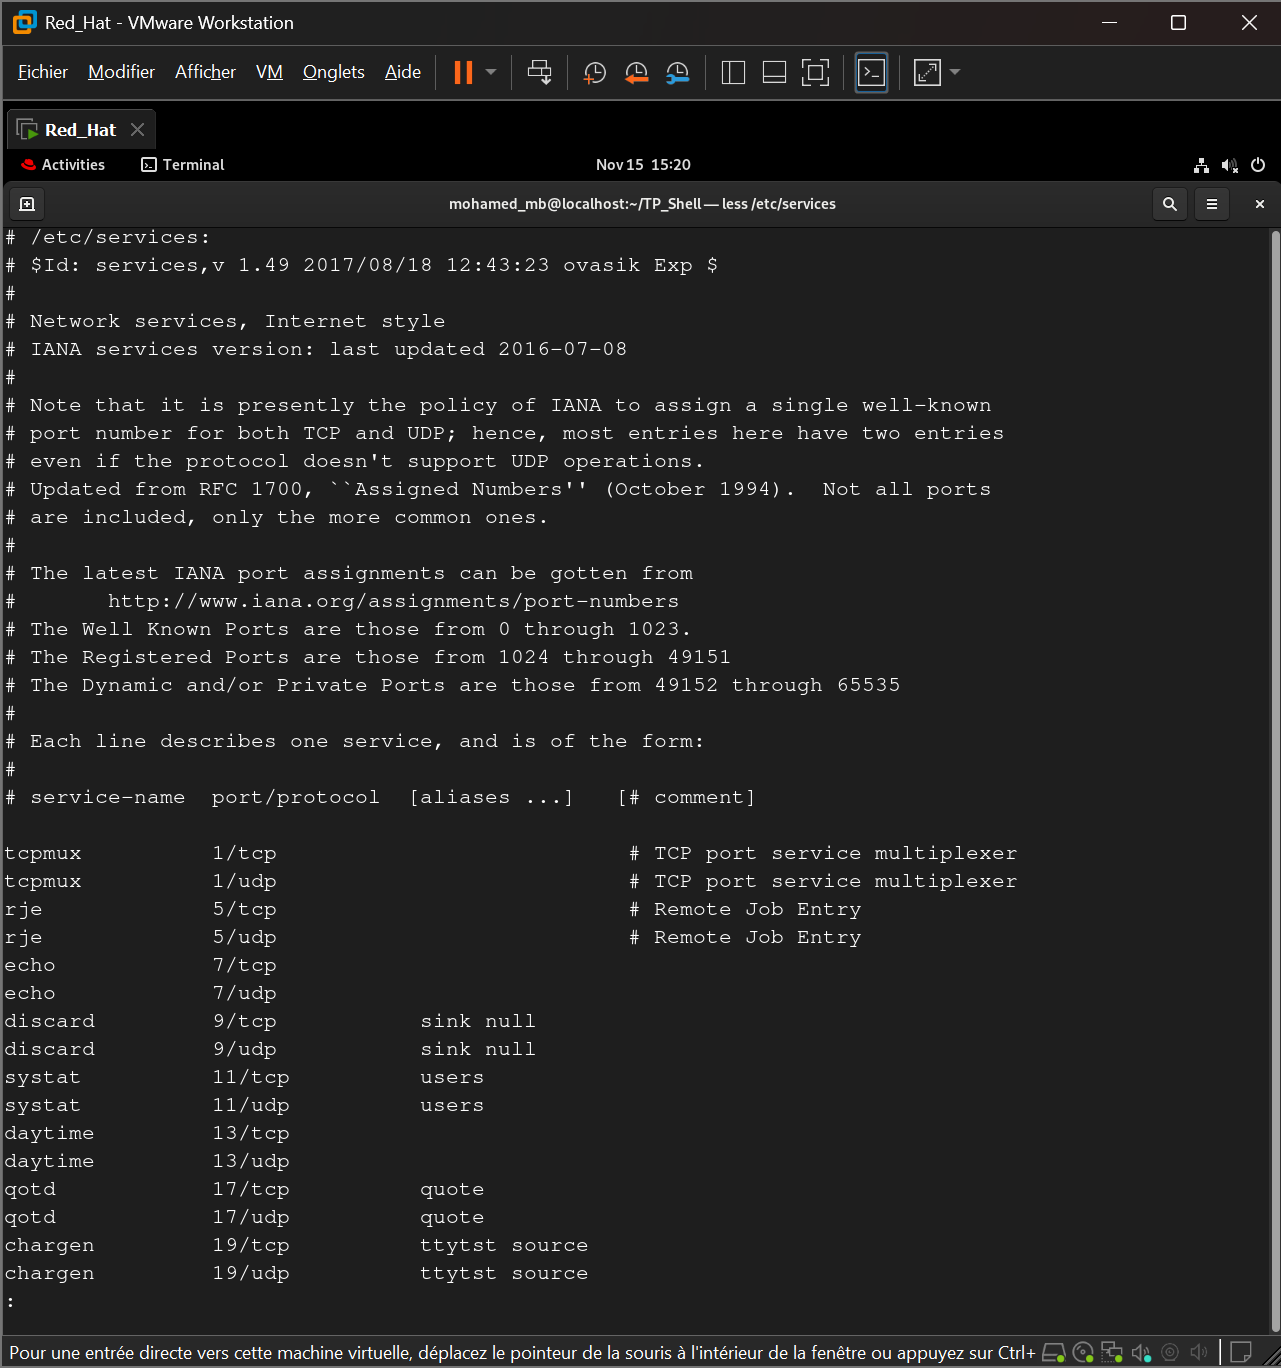 Red_Hat - VMware Workstation
Fichier Modifier Afficher VM Onglets Aide
Red_Hat
Activities Terminal Nov 15 15:20
mohamed_mb@localhost:~/TP_Shell — less /etc/services
# /etc/services:
# $Id: services,v 1.49 2017/08/18 12:43:23 ovasik Exp $
#
# Network services, Internet style
# IANA services version: last updated 2016-07-08
#
# Note that it is presently the policy of IANA to assign a single well-known
# port number for both TCP and UDP; hence, most entries here have two entries
# even if the protocol doesn't support UDP operations.
# Updated from RFC 1700, ``Assigned Numbers'' (October 1994).  Not all ports
# are included, only the more common ones.
#
# The latest IANA port assignments can be gotten from
#       http://www.iana.org/assignments/port-numbers
# The Well Known Ports are those from 0 through 1023.
# The Registered Ports are those from 1024 through 49151
# The Dynamic and/or Private Ports are those from 49152 through 65535
#
# Each line describes one service, and is of the form:
#
# service-name  port/protocol  [aliases ...]   [# comment]
tcpmux          1/tcp                           # TCP port service multiplexer
tcpmux          1/udp                           # TCP port service multiplexer
rje             5/tcp                           # Remote Job Entry
rje             5/udp                           # Remote Job Entry
echo            7/tcp
echo            7/udp
discard         9/tcp           sink null
discard         9/udp           sink null
systat          11/tcp          users
systat          11/udp          users
daytime         13/tcp
daytime         13/udp
qotd            17/tcp          quote
qotd            17/udp          quote
chargen         19/tcp          ttytst source
chargen         19/udp          ttytst source
:
Pour une entrée directe vers cette machine virtuelle, déplacez le pointeur de la souris à l'intérieur de la fenêtre ou appuyez sur Ctrl+